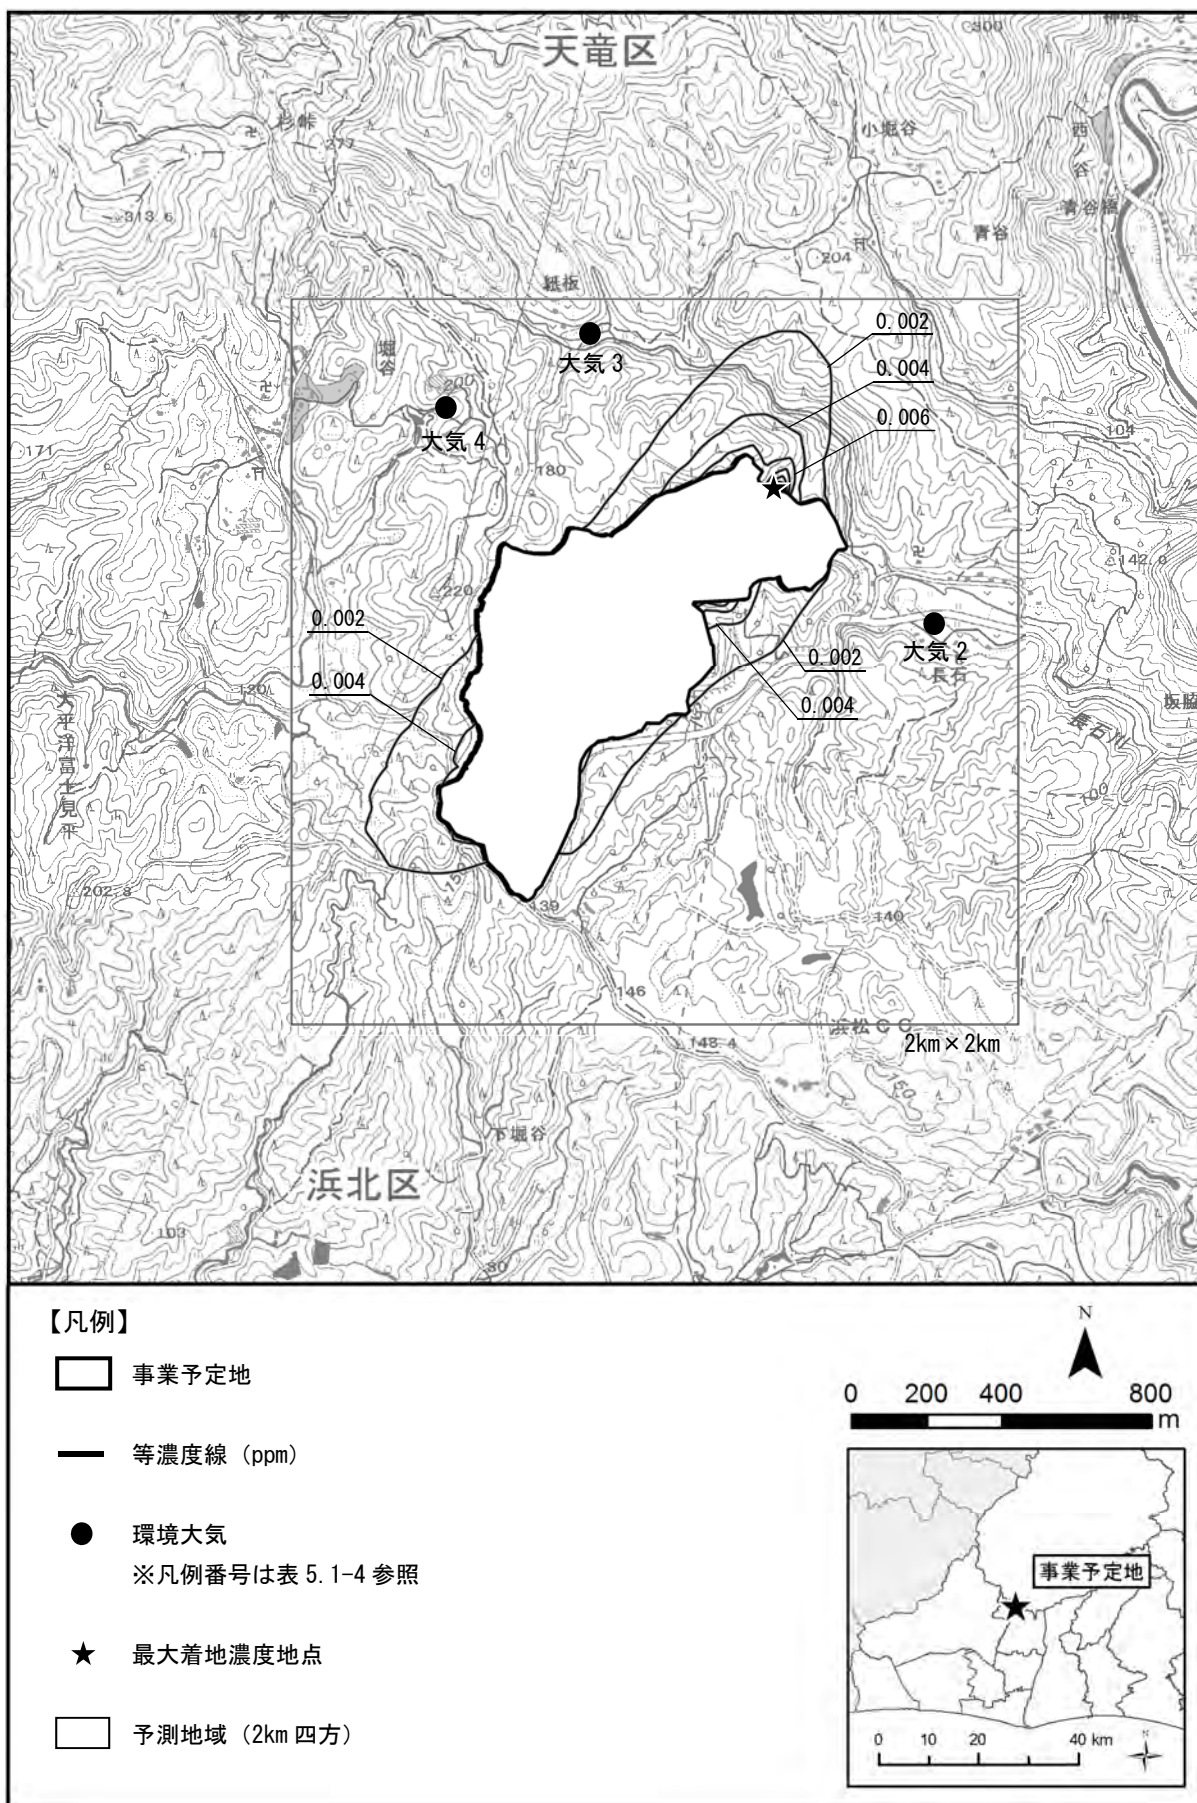 天竜区
300
杉峠
277
313.6
小堀谷
西ノ谷
青谷橋
青谷
204
紙板
堀谷
大気 3
0.002
0.004
0.006
200
大気 4
171
180
104
142.0
220
0.002
0.004
大気 2
長石
0.002
0.004
120
太平洋富士見平
坂脇
長石川
100
202.8
139
140
146
浜松CC
148.4
2km×2km
150
下堀谷
浜北区
103
80
【凡例】
事業予定地
等濃度線（ppm）
環境大気
※凡例番号は表 5.1-4 参照
最大着地濃度地点
予測地域（2km 四方）
N
0 200 400 800
m
事業予定地
0 10 20 40 km
N